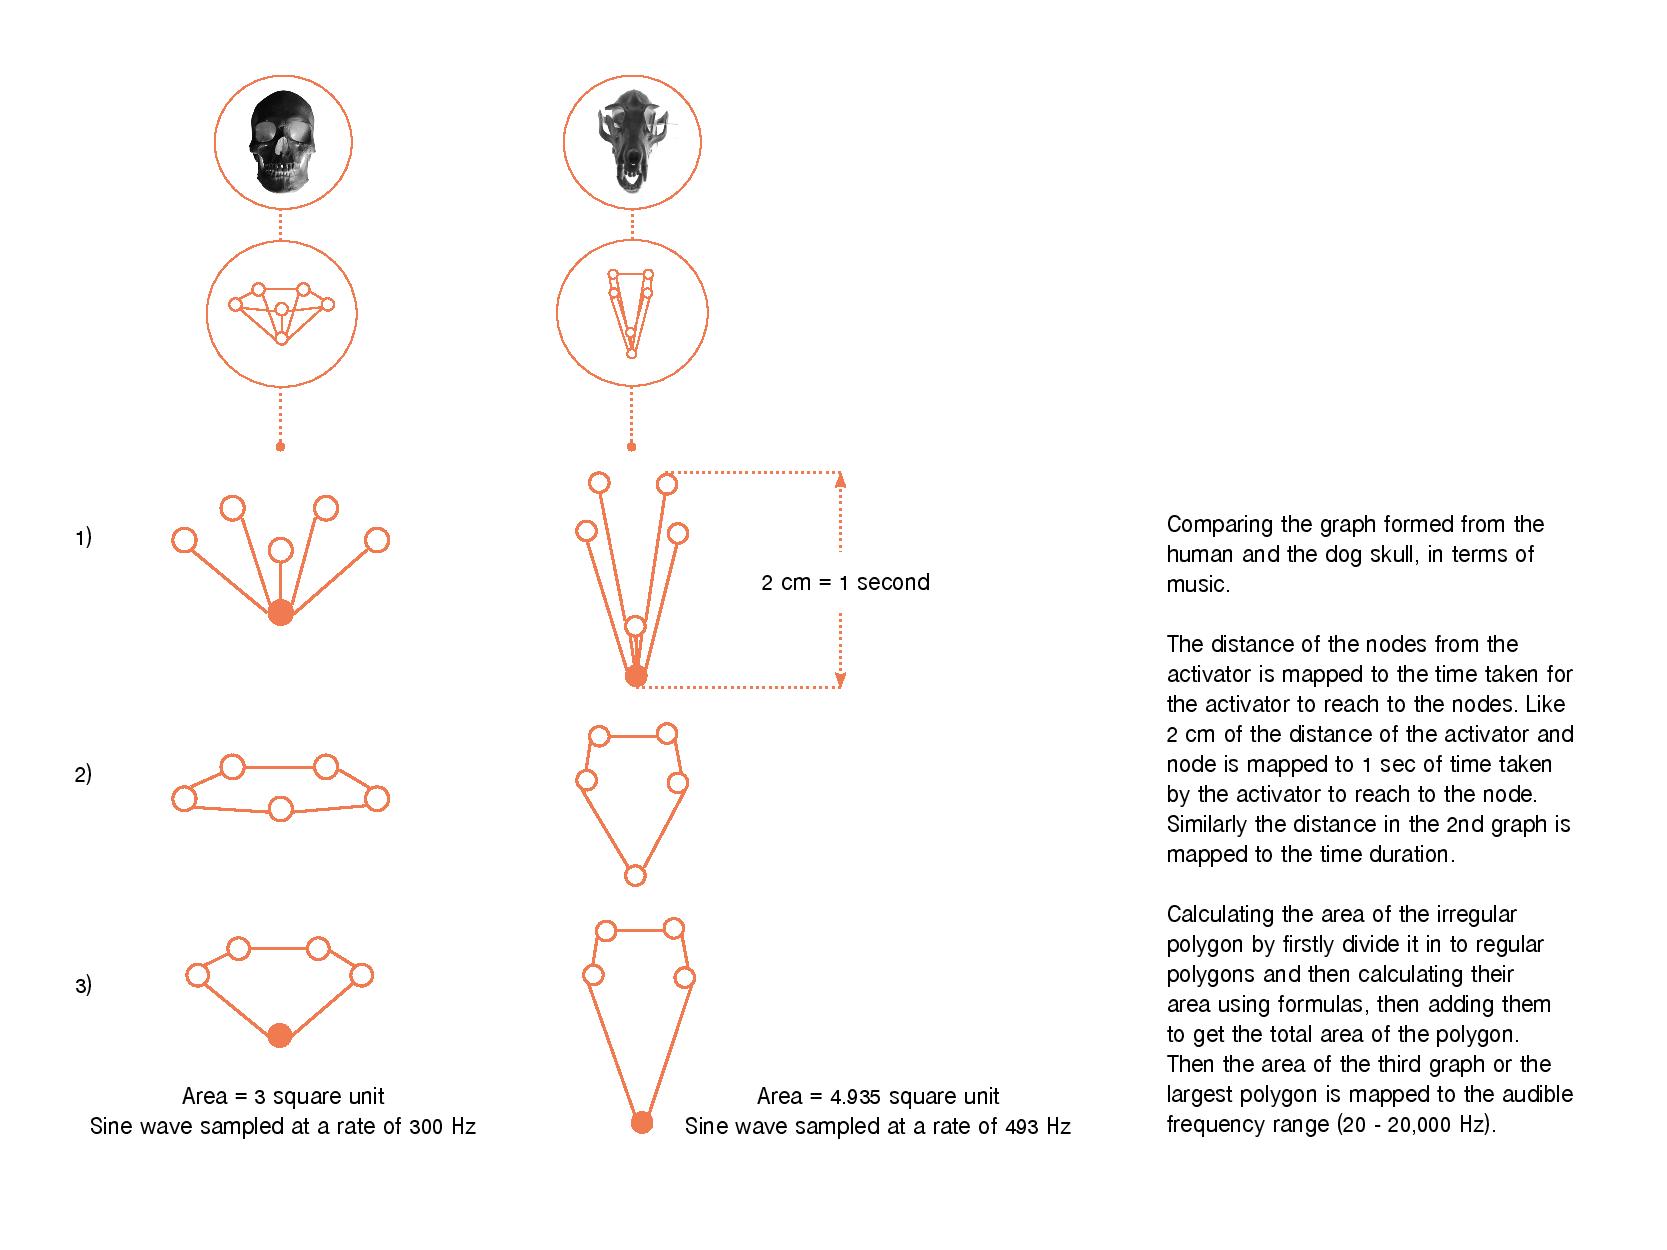 1)
2 cm = 1 second
2)
3)
Area = 3 square unit
Sine wave sampled at a rate of 300 Hz
Area = 4.935 square unit
Sine wave sampled at a rate of 493 Hz
Comparing the graph formed from the
human and the dog skull, in terms of
music.
The distance of the nodes from the
activator is mapped to the time taken for
the activator to reach to the nodes. Like
2 cm of the distance of the activator and
node is mapped to 1 sec of time taken
by the activator to reach to the node.
Similarly the distance in the 2nd graph is
mapped to the time duration.
Calculating the area of the irregular
polygon by firstly divide it in to regular
polygons and then calculating their
area using formulas, then adding them
to get the total area of the polygon.
Then the area of the third graph or the
largest polygon is mapped to the audible
frequency range (20 - 20,000 Hz).